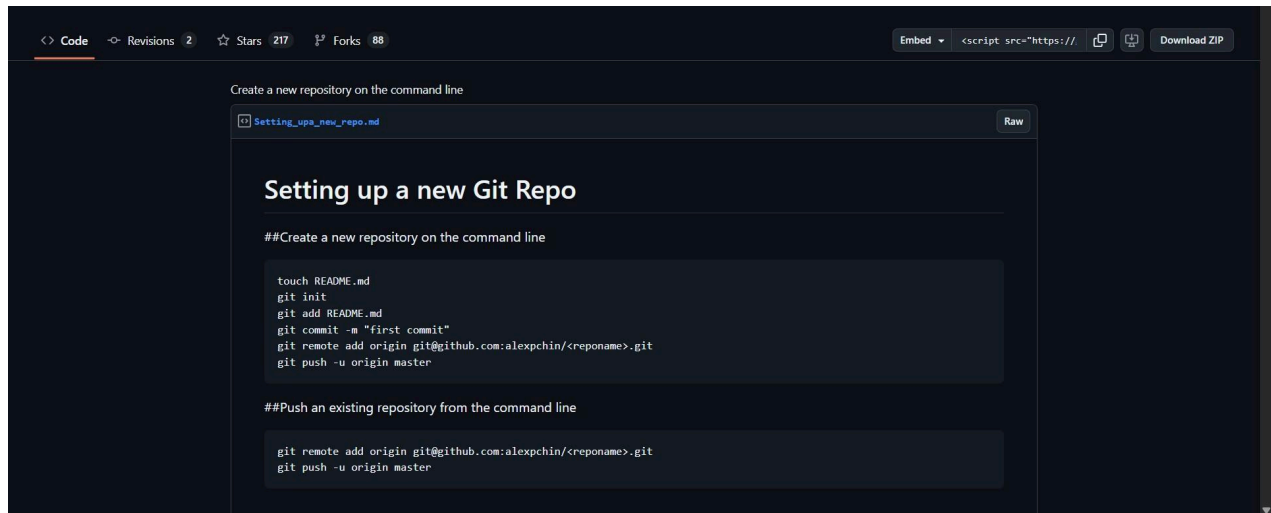 <> Code Revisions 2 Stars 217 Forks 88 Embed <script src="https://, Download ZIP
Create a new repository on the command line
Setting_upa_new_repo.md Raw
Setting up a new Git Repo
##Create a new repository on the command line
touch README.md
git init
git add README.md
git commit -m "first commit"
git remote add origin git@github.com:alexpchin/<reponame>.git
git push -u origin master
##Push an existing repository from the command line
git remote add origin git@github.com:alexpchin/<reponame>.git
git push -u origin master